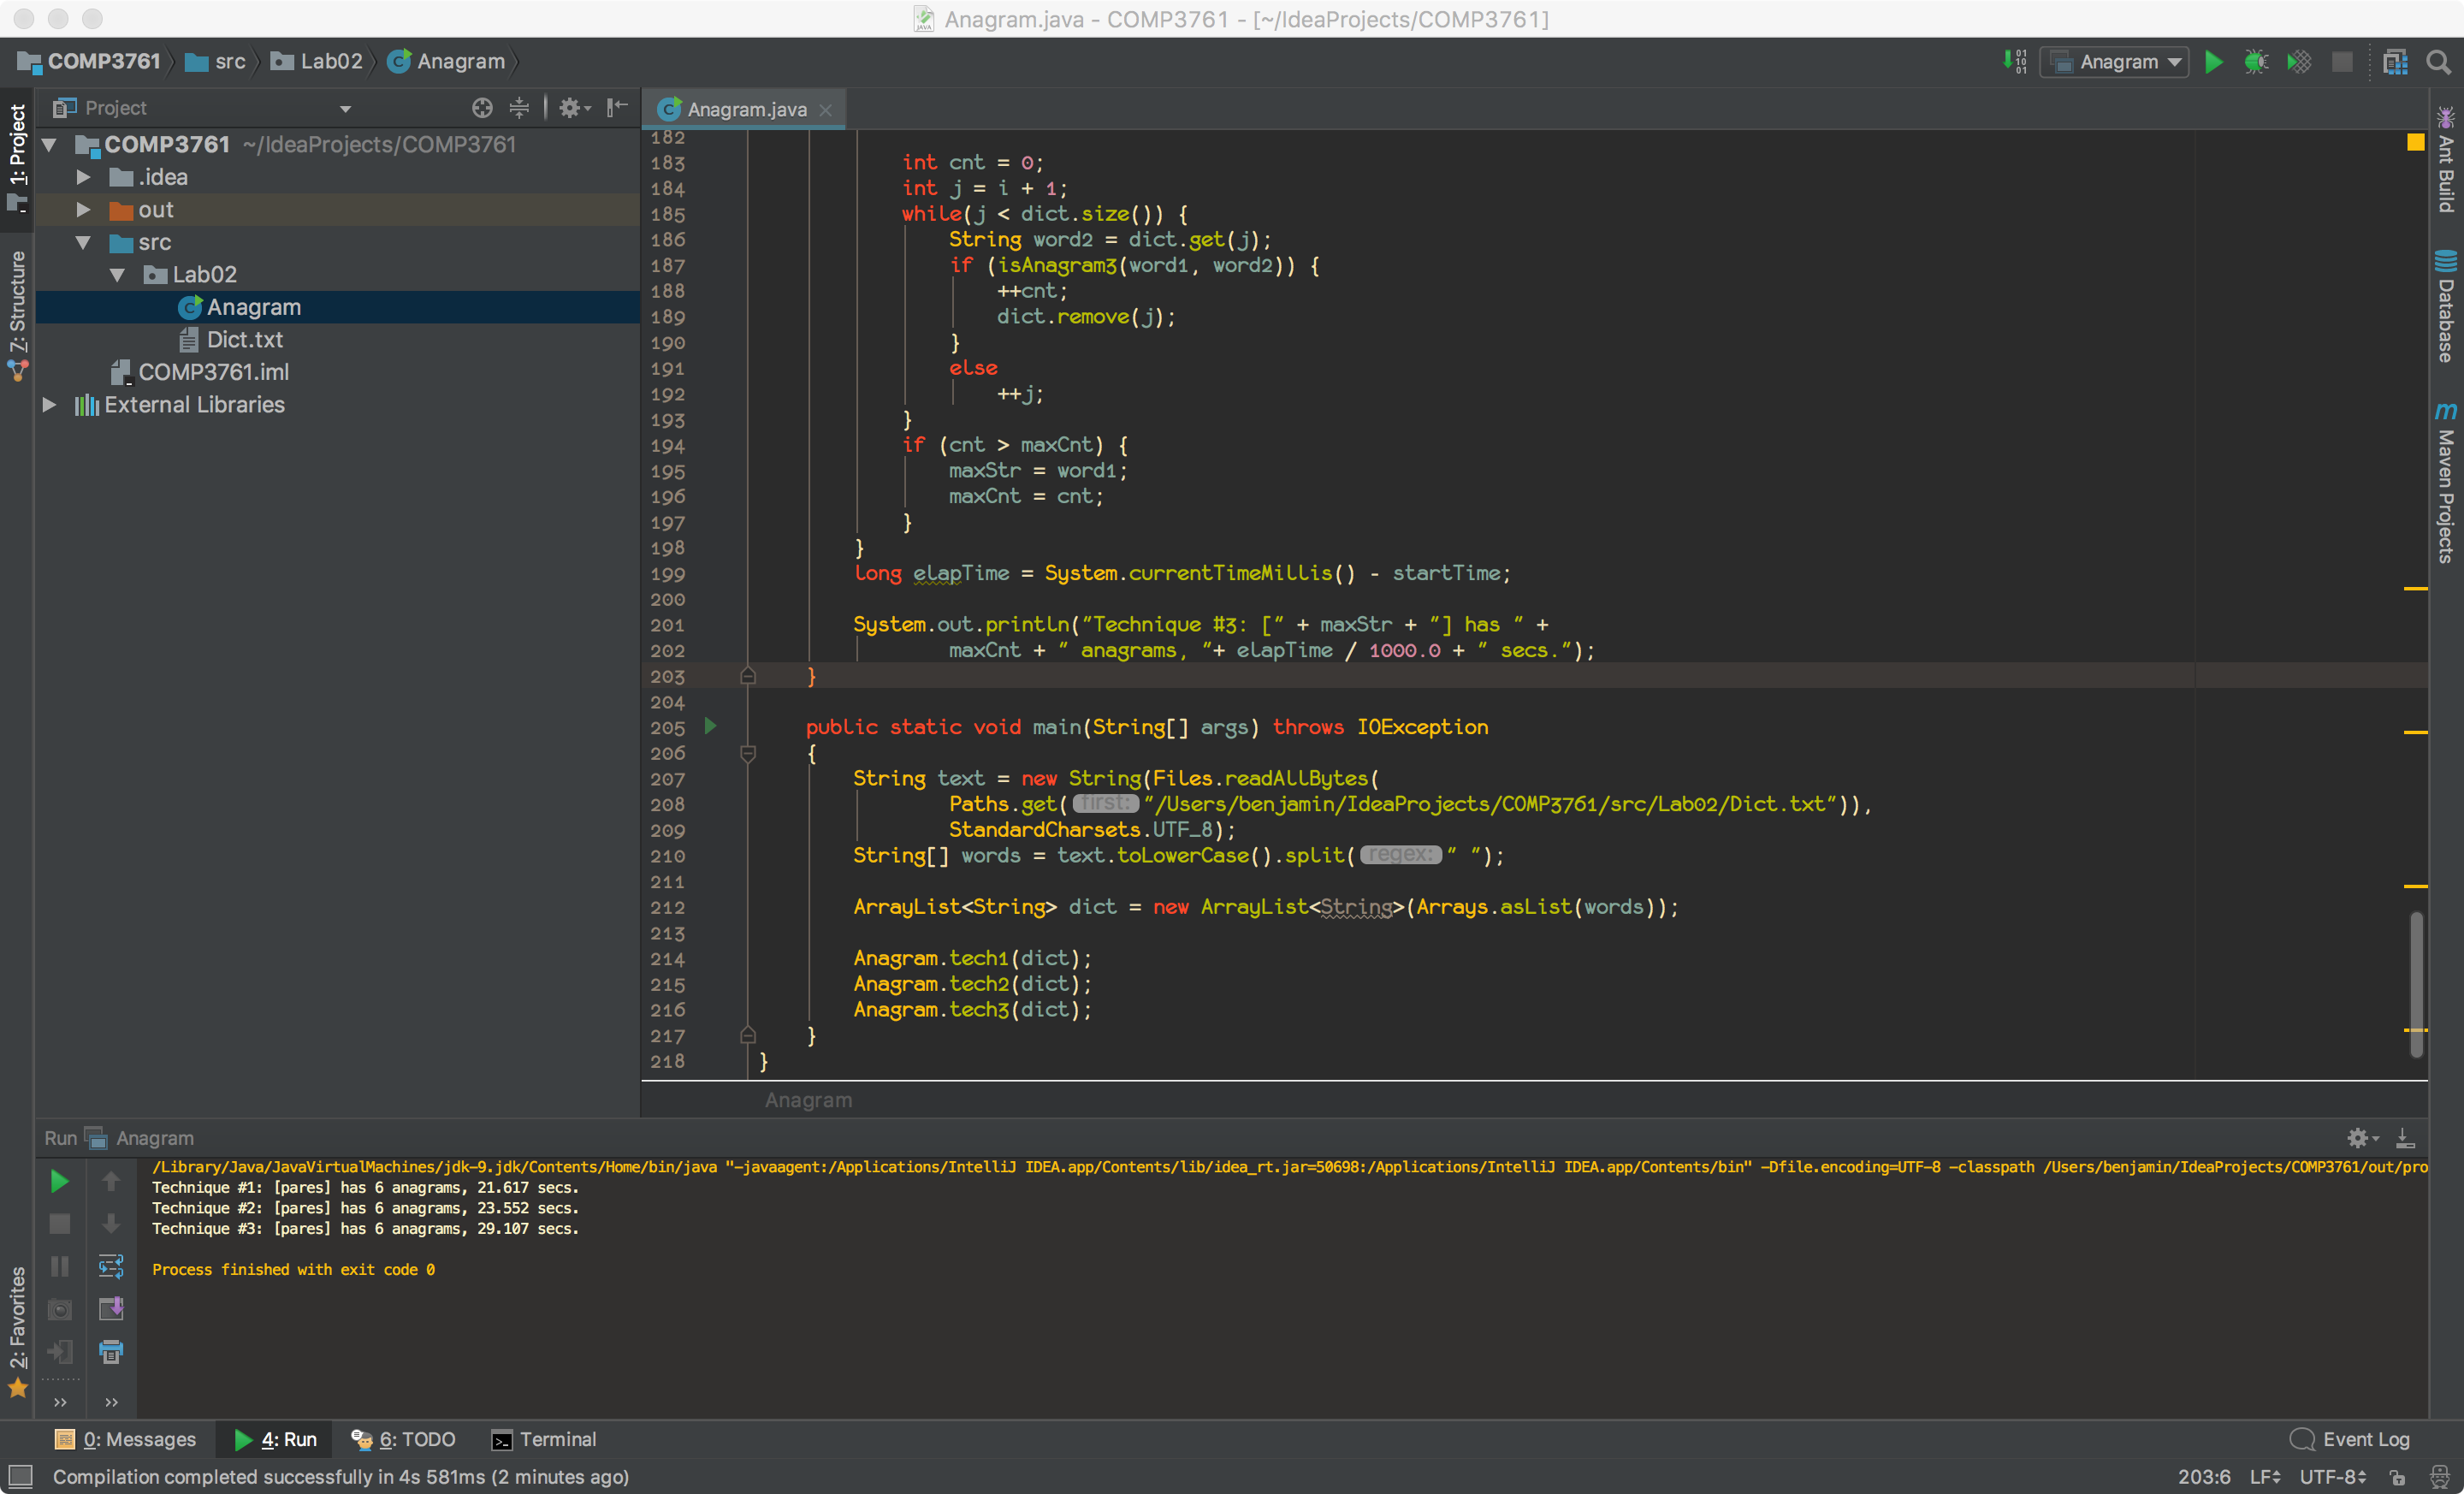 Anagram.java - COMP3761 - [~/IdeaProjects/COMP3761]
COMP3761 src Lab02 Anagram
Anagram
Project
Anagram.java
1: Project
7: Structure
2: Favorites
COMP3761 ~/IdeaProjects/COMP3761
.idea
out
src
Lab02
Anagram
Dict.txt
COMP3761.iml
External Libraries
182
183 int cnt = 0;
184 int j = i + 1;
185 while(j < dict.size()) {
186 String word2 = dict.get(j);
187 if (isAnagram3(word1, word2)) {
188 ++cnt;
189 dict.remove(j);
190 }
191 else
192 ++j;
193 }
194 if (cnt > maxCnt) {
195 maxStr = word1;
196 maxCnt = cnt;
197 }
198 }
199 long elapTime = System.currentTimeMillis() - startTime;
200
201 System.out.println("Technique #3: [" + maxStr + "] has " +
202 maxCnt + " anagrams, "+ elapTime / 1000.0 + " secs.");
203 }
204
205 public static void main(String[] args) throws IOException
206 {
207 String text = new String(Files.readAllBytes(
208 Paths.get( first: "/Users/benjamin/IdeaProjects/COMP3761/src/Lab02/Dict.txt")),
209 StandardCharsets.UTF_8);
210 String[] words = text.toLowerCase().split( regex: " ");
211
212 ArrayList<String> dict = new ArrayList<String>(Arrays.asList(words));
213
214 Anagram.tech1(dict);
215 Anagram.tech2(dict);
216 Anagram.tech3(dict);
217 }
218 }
Anagram
Ant Build
Database
Maven Projects
Run Anagram
/Library/Java/JavaVirtualMachines/jdk-9.jdk/Contents/Home/bin/java "-javaagent:/Applications/IntelliJ IDEA.app/Contents/lib/idea_rt.jar=50698:/Applications/IntelliJ IDEA.app/Contents/bin" -Dfile.encoding=UTF-8 -classpath /Users/benjamin/IdeaProjects/COMP3761/out/pro
Technique #1: [pares] has 6 anagrams, 21.617 secs.
Technique #2: [pares] has 6 anagrams, 23.552 secs.
Technique #3: [pares] has 6 anagrams, 29.107 secs.
Process finished with exit code 0
0: Messages 4: Run 6: TODO Terminal Event Log
Compilation completed successfully in 4s 581ms (2 minutes ago) 203:6 LF UTF-8